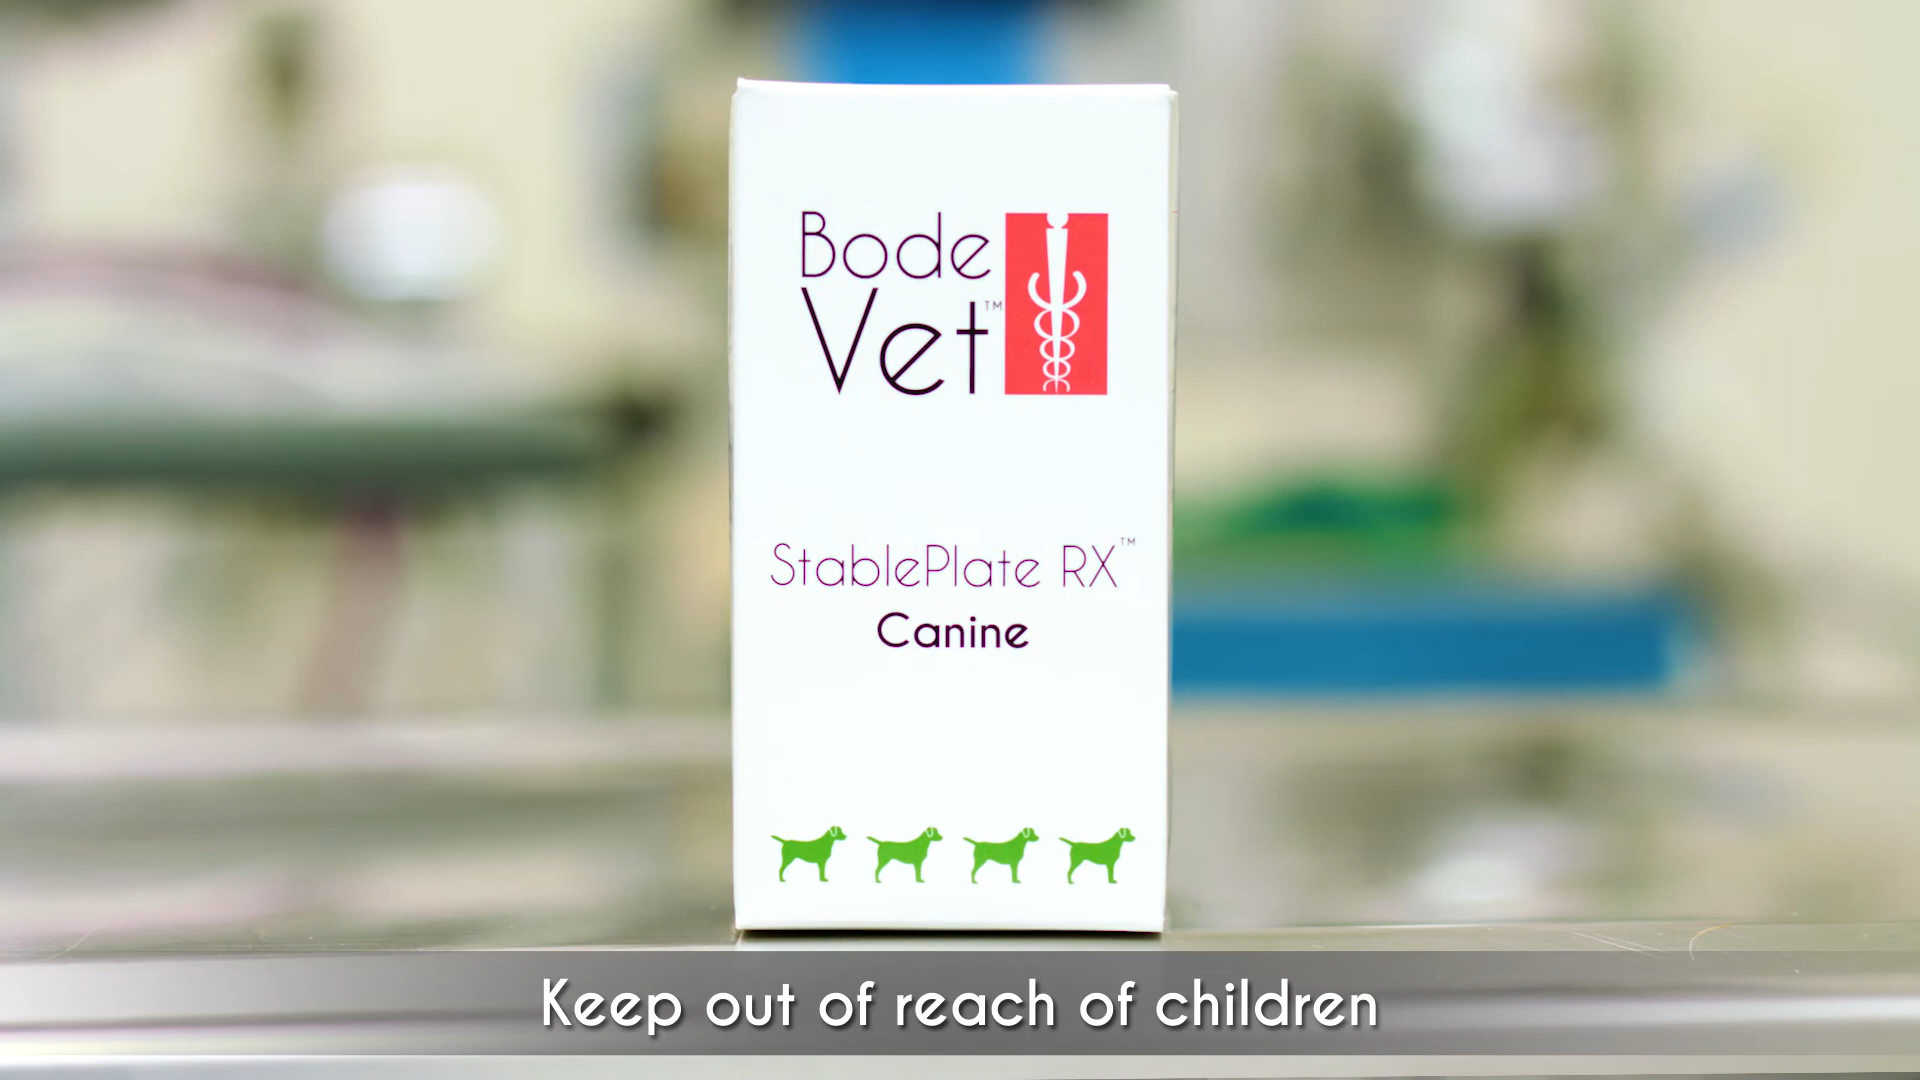 Bode
Vet™
StablePlate RX™
Canine
Keep out of reach of children